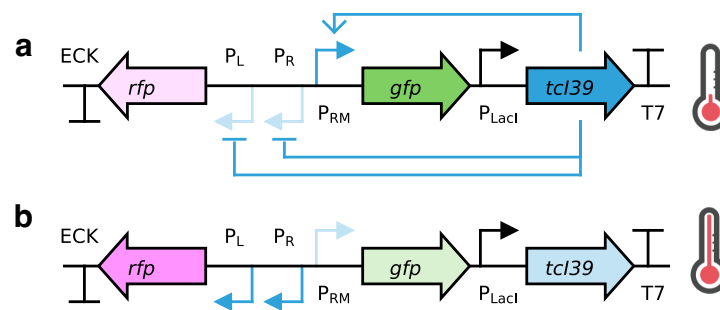 a
ECK
P_L
P_R
rfp
gfp
tcI39
P_RM
P_LacI
T7
b
ECK
P_L
P_R
rfp
gfp
tcI39
P_RM
P_LacI
T7